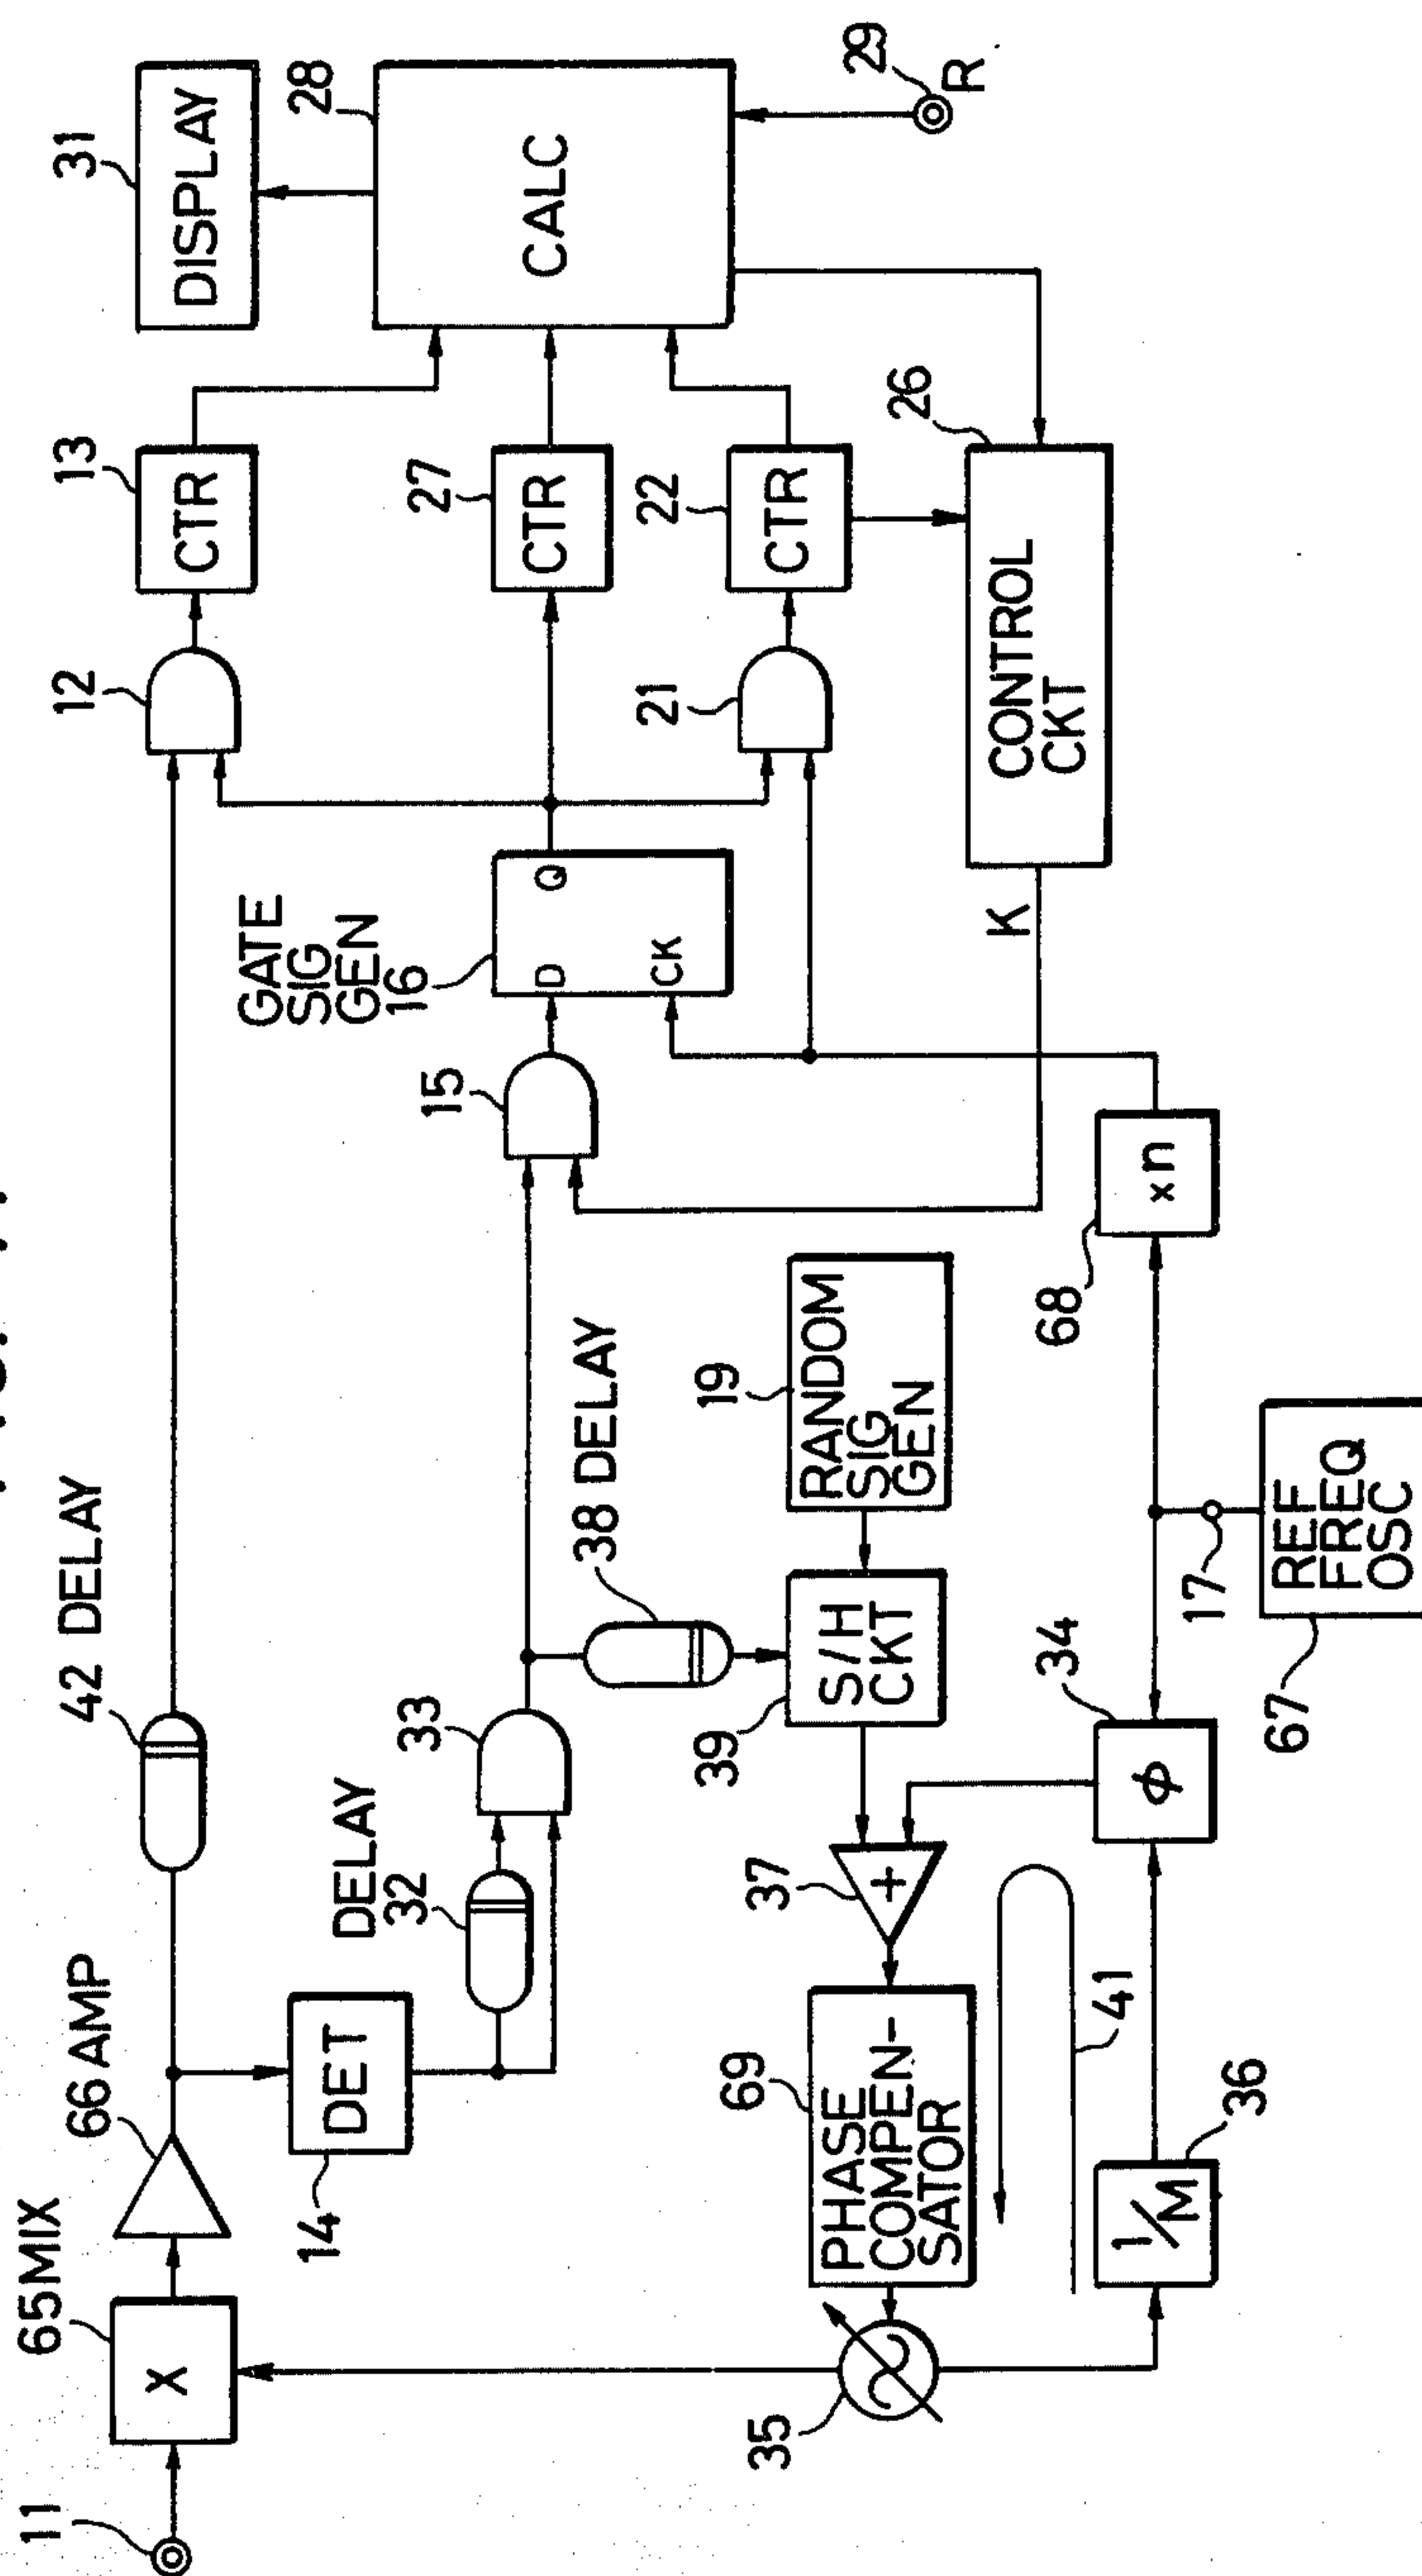 11
65 MIX
X
66 AMP
42 DELAY
12
13
CTR
31
DISPLAY
14
DET
DELAY
32
33
15
GATE
SIG
GEN
16
D
Q
CK
27
CTR
28
CALC
38 DELAY
21
22
CTR
29
R
35
69
PHASE
COMPEN-
SATOR
37
+
39
S/H
CKT
19
RANDOM
SIG
GEN
K
26
CONTROL
CKT
41
36
1/M
34
ϕ
17
68
×n
67
REF
FREQ
OSC